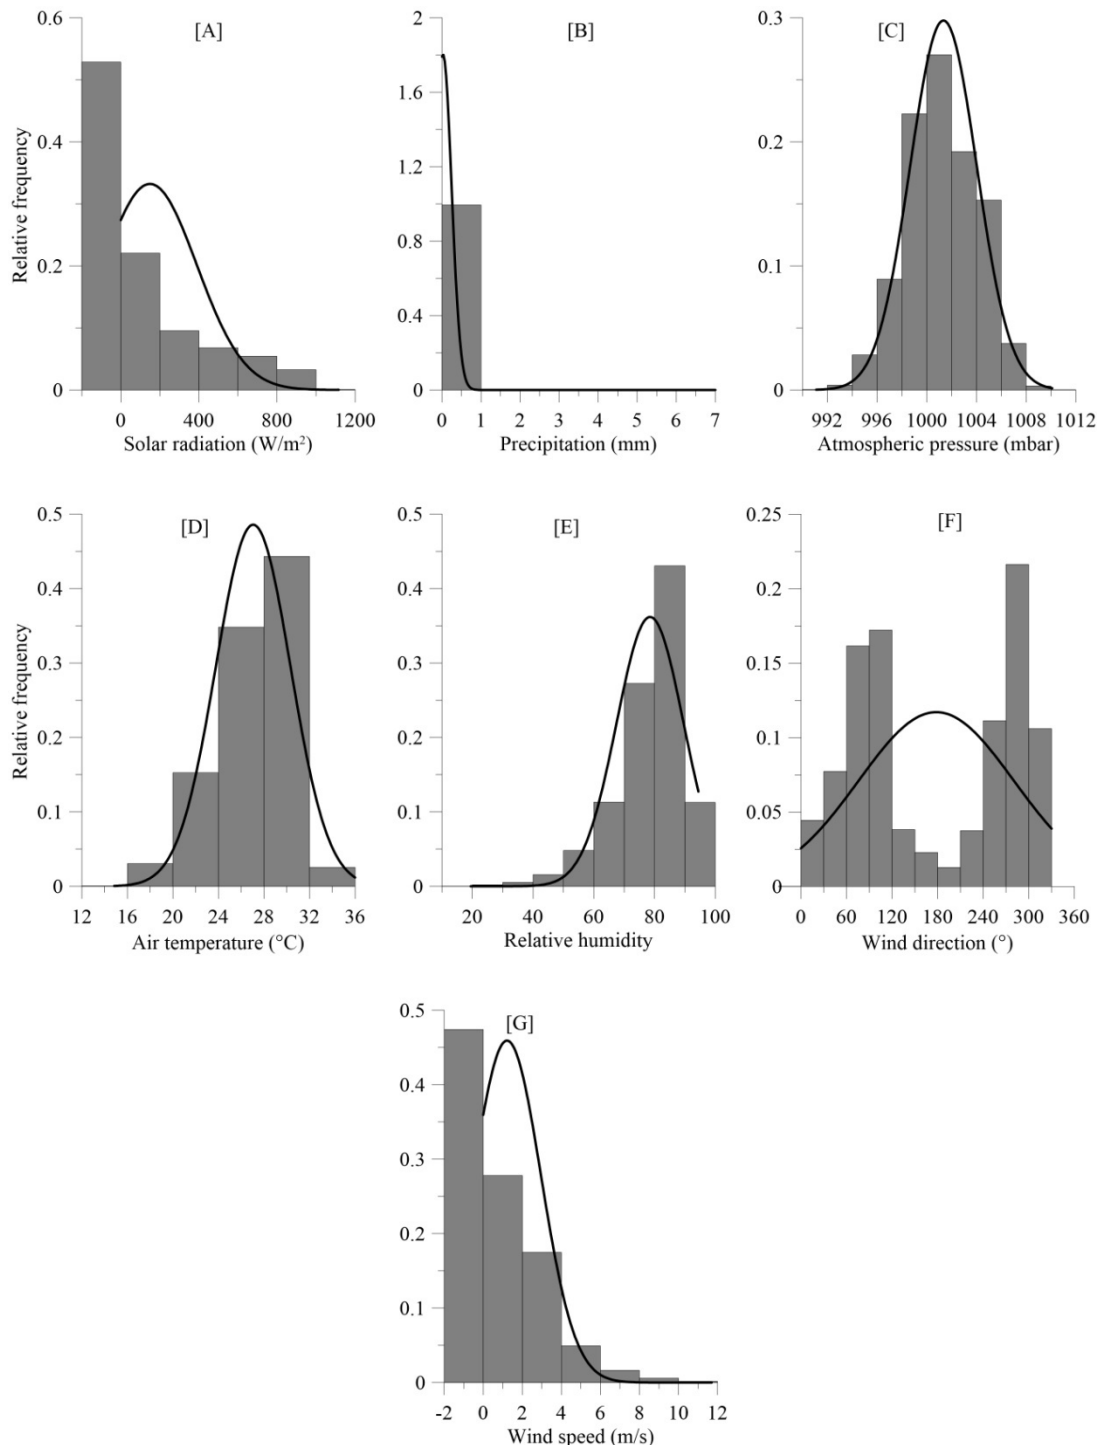 [A]
0.6
0.4
0.2
0
Relative frequency
0 400 800 1200
Solar radiation (W/m²)
[B]
2
1.6
1.2
0.8
0.4
0
0 1 2 3 4 5 6 7
Precipitation (mm)
[C]
0.3
0.2
0.1
0
992 996 1000 1004 1008 1012
Atmospheric pressure (mbar)
[D]
0.5
0.4
0.3
0.2
0.1
0
Relative frequency
12 16 20 24 28 32 36
Air temperature (°C)
[E]
0.5
0.4
0.3
0.2
0.1
0
20 40 60 80 100
Relative humidity
[F]
0.25
0.2
0.15
0.1
0.05
0
0 60 120 180 240 300 360
Wind direction (°)
[G]
0.5
0.4
0.3
0.2
0.1
0
-2 0 2 4 6 8 10 12
Wind speed (m/s)